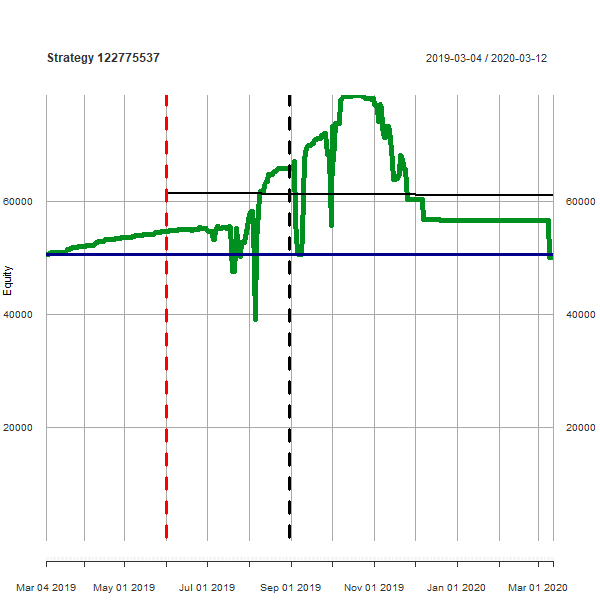 Strategy 122775537
2019-03-04 / 2020-03-12
60000
60000
Equity
40000
40000
20000
20000
Mar 04 2019
May 01 2019
Jul 01 2019
Sep 01 2019
Nov 01 2019
Jan 01 2020
Mar 01 2020